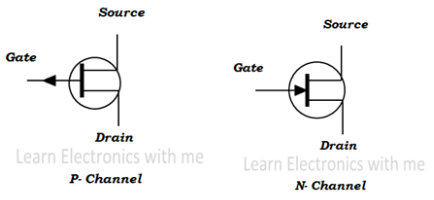 Source
Gate
Drain
Learn Electronics with me
P- Channel
Source
Gate
Drain
Learn Electronics with me
N- Channel